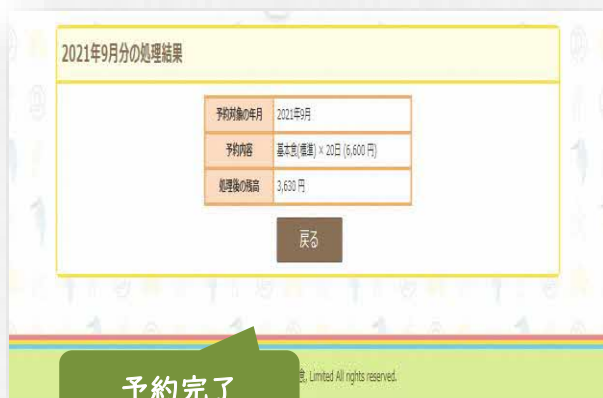 2021年9月分の処理結果
予約対象の年月 2021年9月
予約内容 基本食(標準) × 20日 (6,600 円)
処理後の残高 3,630 円
戻る
食, Limited All rights reserved.
予約完了